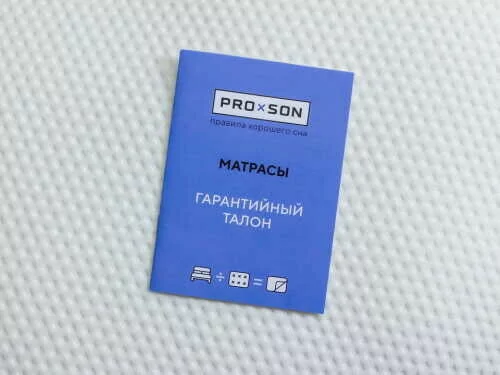 PRO×SON
правила хорошего сна
МАТРАСЫ
ГАРАНТИЙНЫЙ
ТАЛОН
÷ =